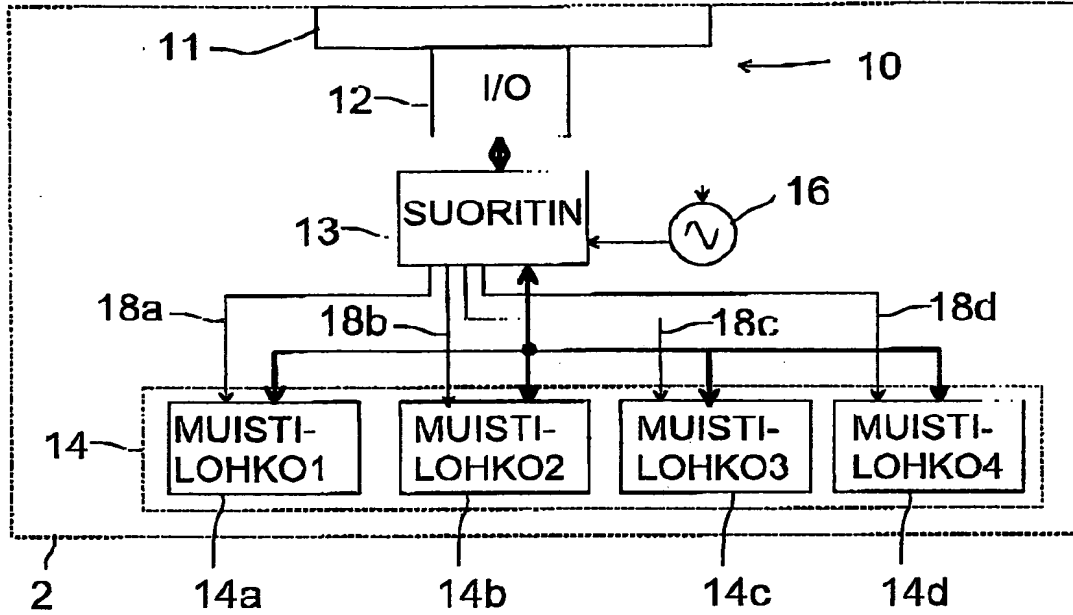 11
10
12
I/O
16
SUORITIN
13
18a
18b
18c
18d
14
MUISTI-
LOHKO1
MUISTI-
LOHKO2
MUISTI-
LOHKO3
MUISTI-
LOHKO4
2
14a
14b
14c
14d